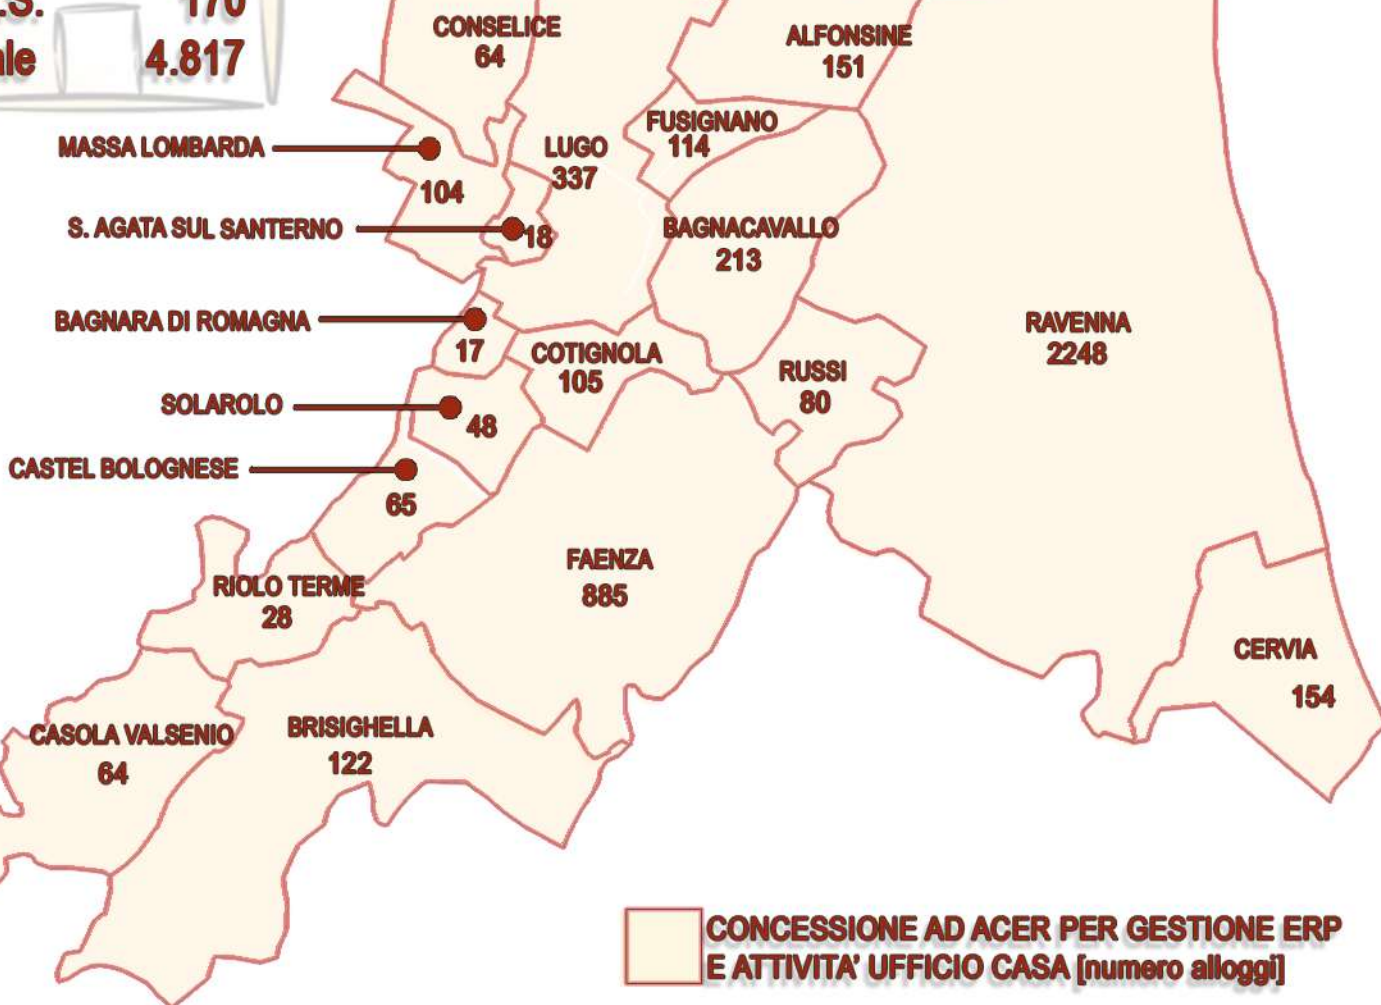 .S. 170
ale 4.817
CONSELICE
64
ALFONSINE
151
FUSIGNANO
114
MASSA LOMBARDA
104
LUGO
337
S. AGATA SUL SANTERNO
18
BAGNACAVALLO
213
BAGNARA DI ROMAGNA
17
RAVENNA
2248
COTIGNOLA
105
RUSSI
80
SOLAROLO
48
CASTEL BOLOGNESE
65
FAENZA
885
RIOLO TERME
28
CERVIA
154
CASOLA VALSENIO
64
BRISIGHELLA
122
CONCESSIONE AD ACER PER GESTIONE ERP
E ATTIVITA' UFFICIO CASA [numero alloggi]